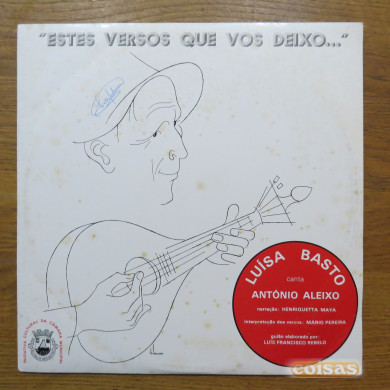 "ESTES VERSOS QUE VOS DEIXO..."
LUÍSA BASTO
canta
ANTÓNIO ALEIXO
narração: HENRIQUETTA MAYA
interpretação dos versos: MÁRIO PEREIRA
guião elaborado por:
LUÍS FRANCISCO REBELO
coisas